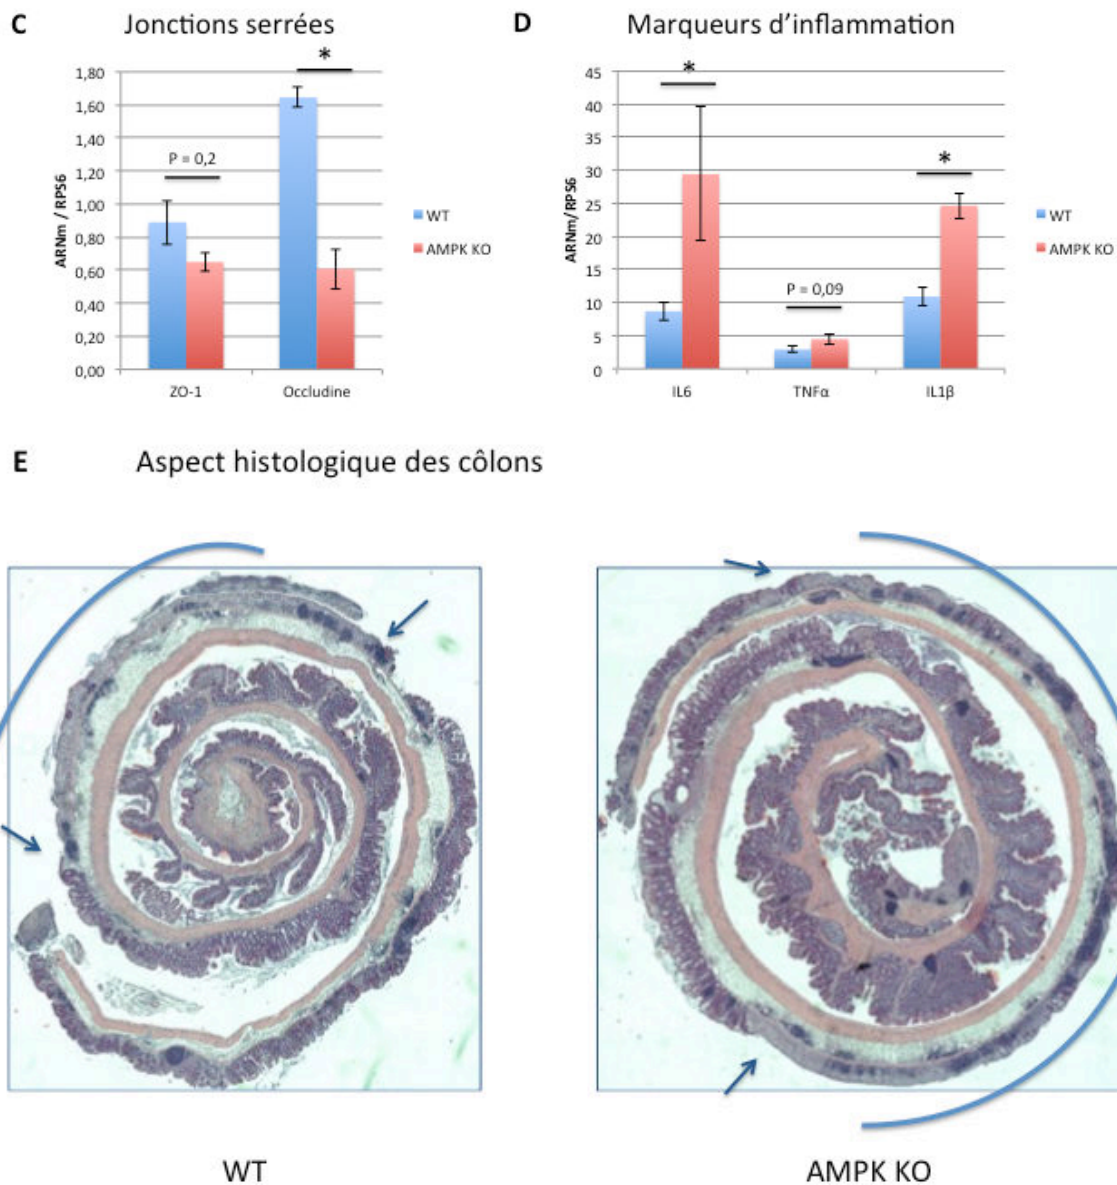 C Jonctions serrées
*
1,80
1,60
1,40
1,20
1,00
0,80
0,60
0,40
0,20
0,00
ARNm / RPS6
P = 0,2
WT
AMPK KO
ZO-1 Occludine
D Marqueurs d'inflammation
*
45
40
35
30
25
20
15
10
5
0
ARNm/RPS6
*
P = 0,09
WT
AMPK KO
IL6 TNFα IL1β
E Aspect histologique des côlons
WT AMPK KO